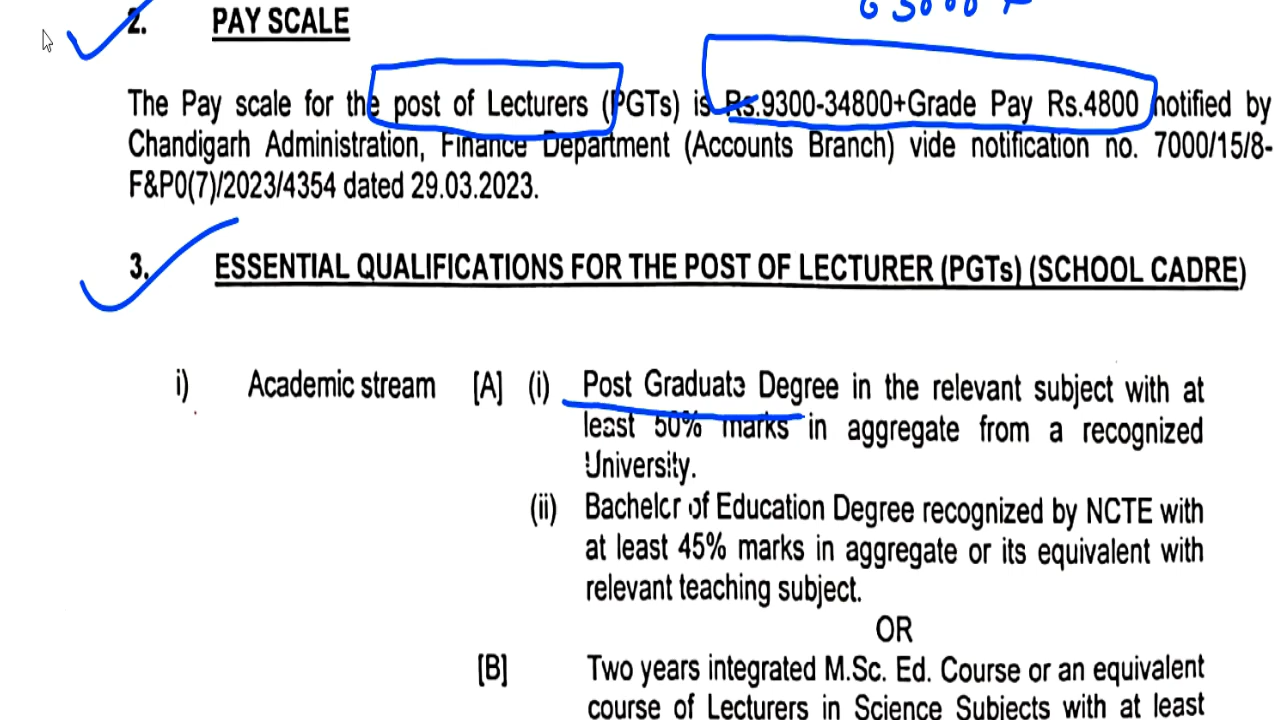 65000+
2. PAY SCALE
The Pay scale for the post of Lecturers (PGTs) is Rs.9300-34800+Grade Pay Rs.4800 notified by
Chandigarh Administration, Finance Department (Accounts Branch) vide notification no. 7000/15/8-
F&P0(7)/2023/4354 dated 29.03.2023.
3. ESSENTIAL QUALIFICATIONS FOR THE POST OF LECTURER (PGTs) (SCHOOL CADRE)
i) Academic stream [A] (i) Post Graduate Degree in the relevant subject with at
least 50% marks in aggregate from a recognized
University.
(ii) Bachelor of Education Degree recognized by NCTE with
at least 45% marks in aggregate or its equivalent with
relevant teaching subject.
OR
[B] Two years integrated M.Sc. Ed. Course or an equivalent
course of Lecturers in Science Subjects with at least